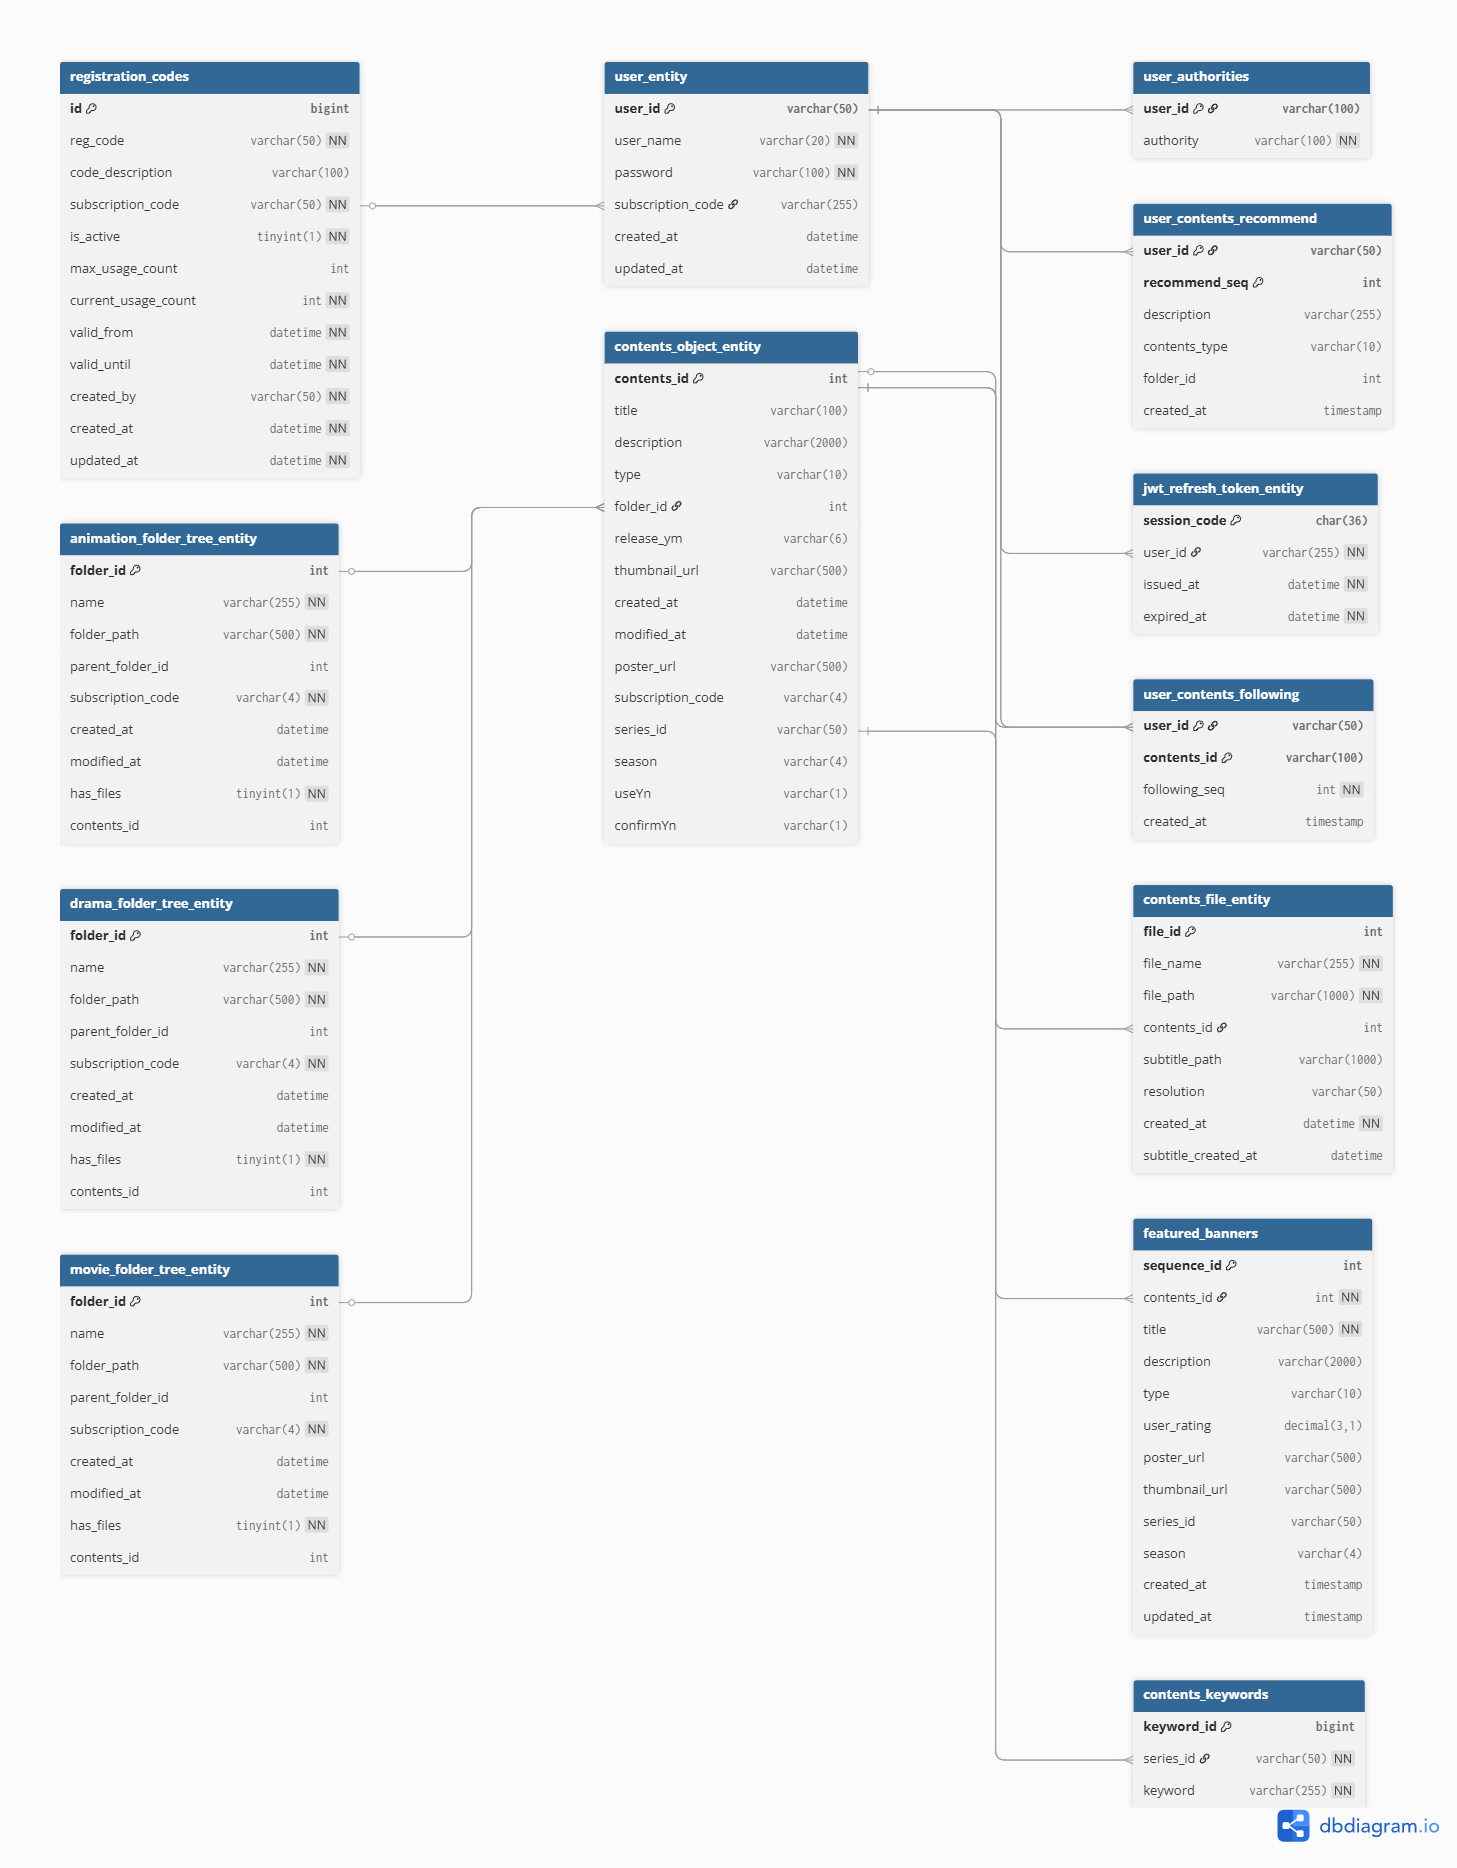 registration_codes
id bigint
reg_code varchar(50) NN
code_description varchar(100)
subscription_code varchar(50) NN
is_active tinyint(1) NN
max_usage_count int
current_usage_count int NN
valid_from datetime NN
valid_until datetime NN
created_by varchar(50) NN
created_at datetime NN
updated_at datetime NN
animation_folder_tree_entity
folder_id int
name varchar(255) NN
folder_path varchar(500) NN
parent_folder_id int
subscription_code varchar(4) NN
created_at datetime
modified_at datetime
has_files tinyint(1) NN
contents_id int
drama_folder_tree_entity
folder_id int
name varchar(255) NN
folder_path varchar(500) NN
parent_folder_id int
subscription_code varchar(4) NN
created_at datetime
modified_at datetime
has_files tinyint(1) NN
contents_id int
movie_folder_tree_entity
folder_id int
name varchar(255) NN
folder_path varchar(500) NN
parent_folder_id int
subscription_code varchar(4) NN
created_at datetime
modified_at datetime
has_files tinyint(1) NN
contents_id int
user_entity
user_id varchar(50)
user_name varchar(20) NN
password varchar(100) NN
subscription_code varchar(255)
created_at datetime
updated_at datetime
contents_object_entity
contents_id int
title varchar(100)
description varchar(2000)
type varchar(10)
folder_id int
release_ym varchar(6)
thumbnail_url varchar(500)
created_at datetime
modified_at datetime
poster_url varchar(500)
subscription_code varchar(4)
series_id varchar(50)
season varchar(4)
useYn varchar(1)
confirmYn varchar(1)
user_authorities
user_id varchar(100)
authority varchar(100) NN
user_contents_recommend
user_id varchar(50)
recommend_seq int
description varchar(255)
contents_type varchar(10)
folder_id int
created_at timestamp
jwt_refresh_token_entity
session_code char(36)
user_id varchar(255) NN
issued_at datetime NN
expired_at datetime NN
user_contents_following
user_id varchar(50)
contents_id varchar(100)
following_seq int NN
created_at timestamp
contents_file_entity
file_id int
file_name varchar(255) NN
file_path varchar(1000) NN
contents_id int
subtitle_path varchar(1000)
resolution varchar(50)
created_at datetime NN
subtitle_created_at datetime
featured_banners
sequence_id int
contents_id int NN
title varchar(500) NN
description varchar(2000)
type varchar(10)
user_rating decimal(3,1)
poster_url varchar(500)
thumbnail_url varchar(500)
series_id varchar(50)
season varchar(4)
created_at timestamp
updated_at timestamp
contents_keywords
keyword_id bigint
series_id varchar(50) NN
keyword varchar(255) NN
dbdiagram.io